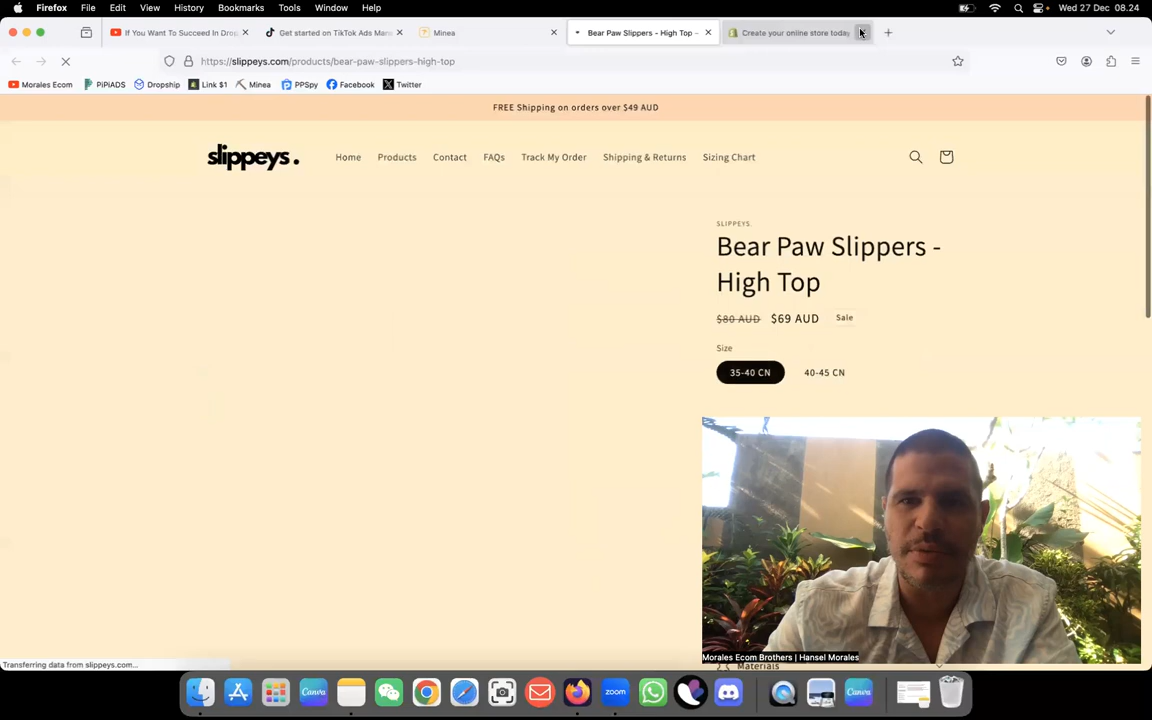 Firefox File Edit View History Bookmarks Tools Window Help Wed 27 Dec 08.24
If You Want To Succeed In Drop Get started on TikTok Ads Man Minea Bear Paw Slippers - High Top – Create your online store today
https://slippeys.com/products/bear-paw-slippers-high-top
Morales Ecom PiPiADS Dropship Link $1 Minea PPSpy Facebook Twitter
FREE Shipping on orders over $49 AUD
slippeys. Home Products Contact FAQs Track My Order Shipping & Returns Sizing Chart
SLIPPEYS.
Bear Paw Slippers -
High Top
$80 AUD $69 AUD Sale
Size
35-40 CN 40-45 CN
Morales Ecom Brothers | Hansel Morales
Transferring data from slippeys.com...
Materials
Canva zoom Canva